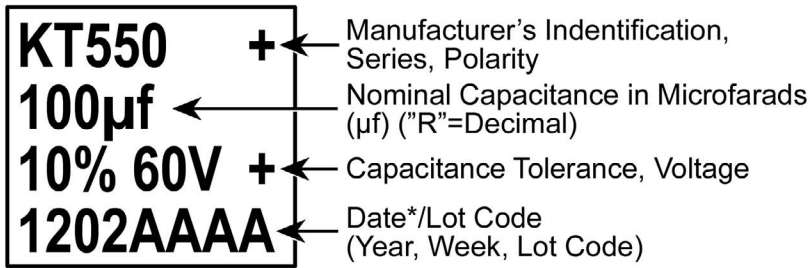 KT550 +
Manufacturer’s Indentification,
Series, Polarity
100µf
Nominal Capacitance in Microfarads
(µf) (”R”=Decimal)
10% 60V +
Capacitance Tolerance, Voltage
1202AAAA
Date*/Lot Code
(Year, Week, Lot Code)